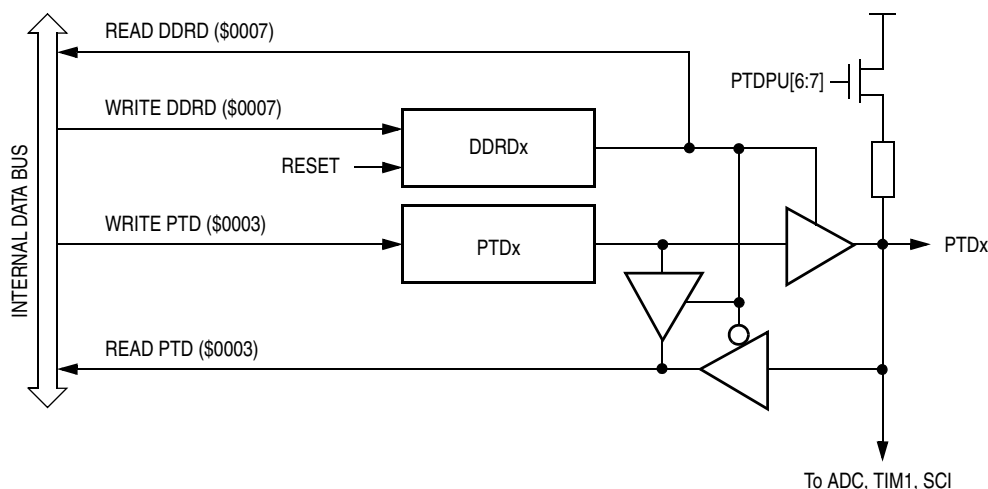 READ DDRD ($0007)
PTDPU[6:7]
WRITE DDRD ($0007)
DDRDx
RESET
INTERNAL DATA BUS
WRITE PTD ($0003)
PTDx
PTDx
READ PTD ($0003)
To ADC, TIM1, SCI